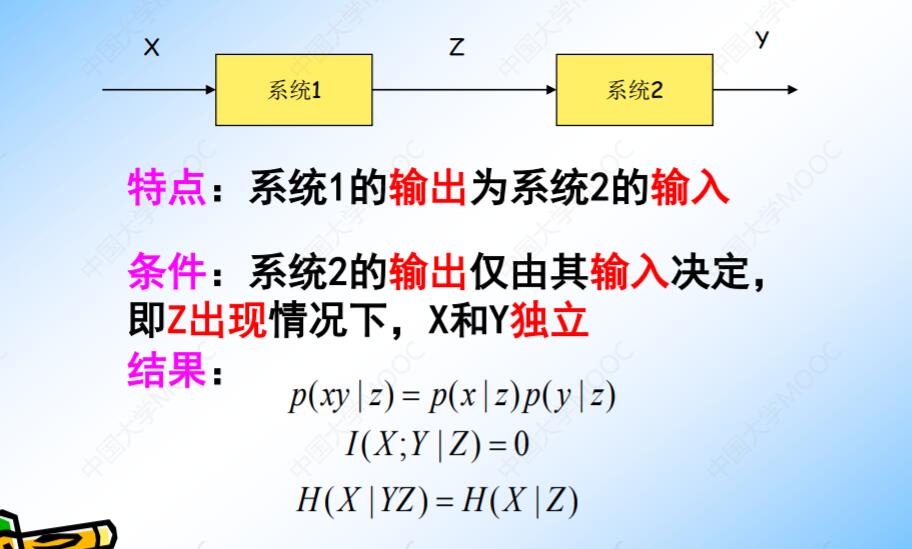 X Z Y
系统1 系统2
特点：系统1的输出为系统2的输入
条件：系统2的输出仅由其输入决定，
即Z出现情况下，X和Y独立
结果：
p(xy|z)=p(x|z)p(y|z)
I(X;Y|Z)=0
H(X|YZ)=H(X|Z)
中国大学MOOC